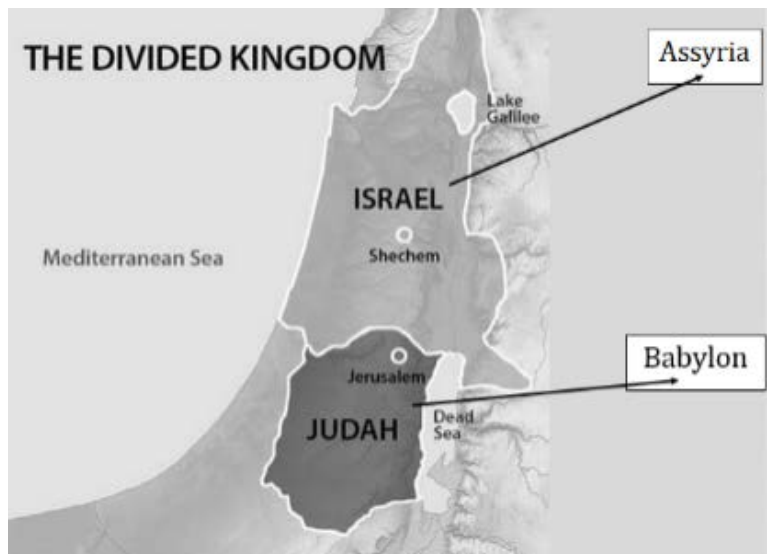 THE DIVIDED KINGDOM
Assyria
Lake
Galilee
ISRAEL
Shechem
Mediterranean Sea
Babylon
Jerusalem
JUDAH
Dead
Sea